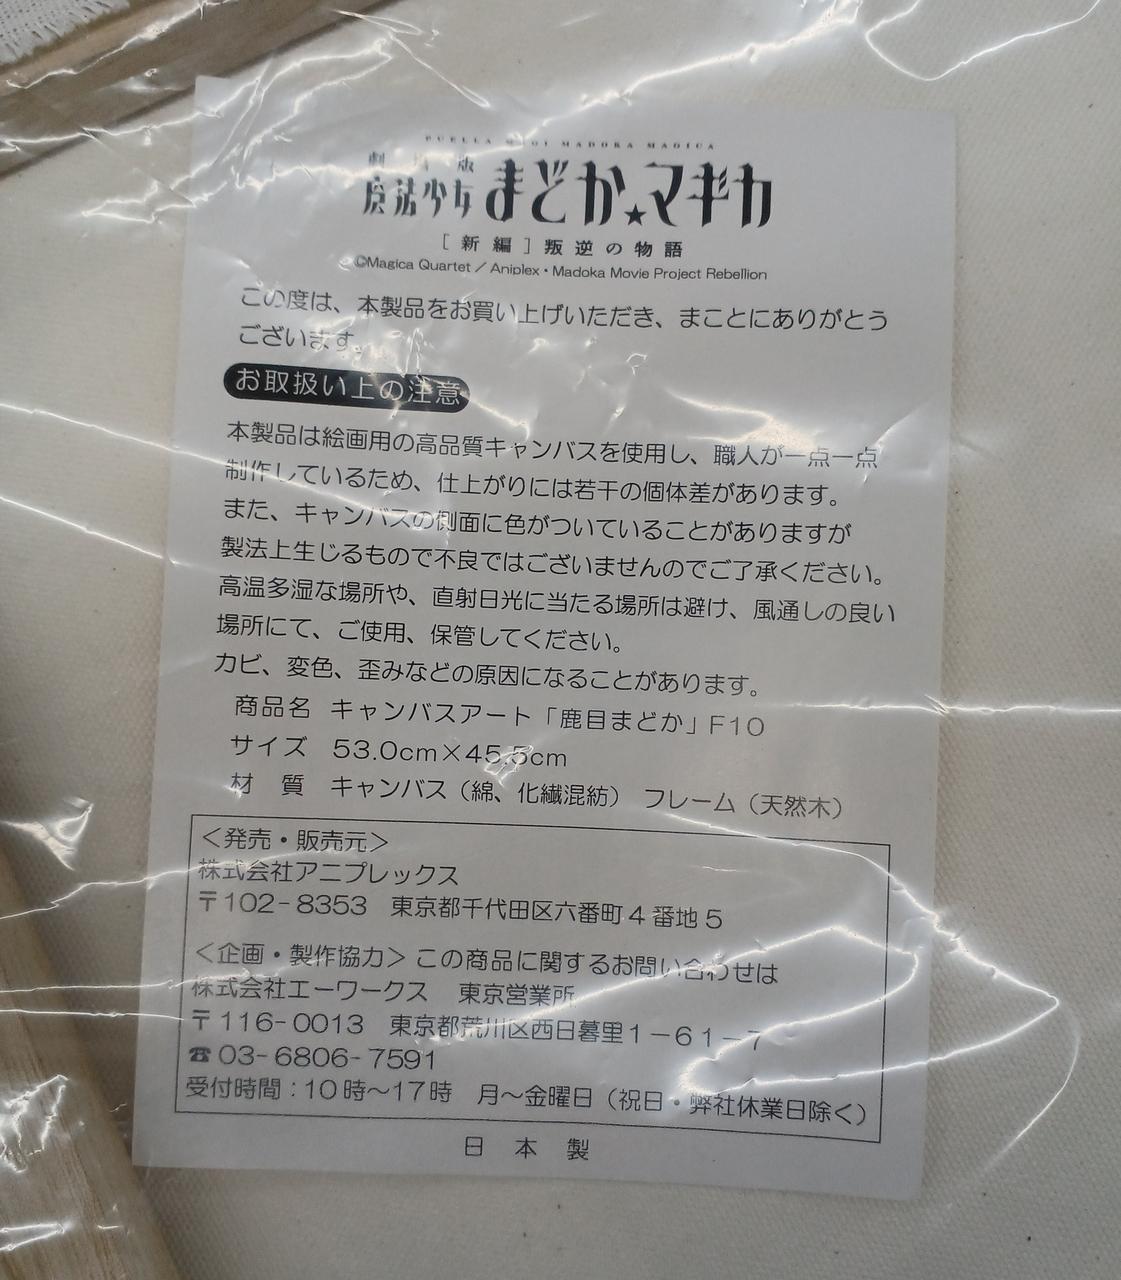 PUELLA MAGI MADOKA MAGICA
劇場版
魔法少女まどか★マギカ
［新編］叛逆の物語
©Magica Quartet／Aniplex・Madoka Movie Project Rebellion
この度は、本製品をお買い上げいただき、まことにありがとう
ございます。
お取扱い上の注意
本製品は絵画用の高品質キャンバスを使用し、職人が一点一点
制作しているため、仕上がりには若干の個体差があります。
また、キャンバスの側面に色がついていることがありますが
製法上生じるもので不良ではございませんのでご了承ください。
高温多湿な場所や、直射日光に当たる場所は避け、風通しの良い
場所にて、ご使用、保管してください。
カビ、変色、歪みなどの原因になることがあります。
商品名 キャンバスアート「鹿目まどか」F10
サイズ 53.0cm×45.5cm
材　質 キャンバス（綿、化繊混紡） フレーム（天然木）
＜発売・販売元＞
株式会社アニプレックス
〒102-8353 東京都千代田区六番町4番地5
＜企画・製作協力＞この商品に関するお問い合わせは
株式会社エーワークス 東京営業所
〒116-0013 東京都荒川区西日暮里1－61－7
☎03-6806-7591
受付時間：10時～17時 月～金曜日（祝日・弊社休業日除く）
日本製